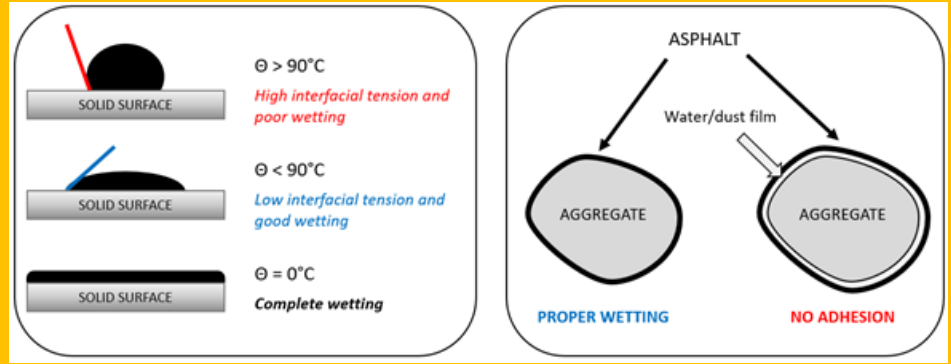 Θ > 90°C
High interfacial tension and
poor wetting
SOLID SURFACE
Θ < 90°C
Low interfacial tension and
good wetting
SOLID SURFACE
Θ = 0°C
Complete wetting
SOLID SURFACE
ASPHALT
Water/dust film
AGGREGATE
AGGREGATE
PROPER WETTING
NO ADHESION